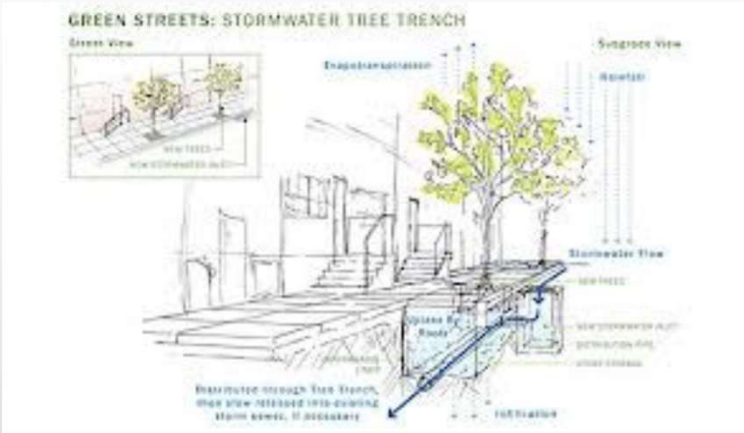 GREEN STREETS: STORMWATER TREE TRENCH
Street View
Subgrade View
Evapotranspiration
Rainfall
NEW TREES
NEW STORMWATER INLET
Stormwater Flow
NEW TREES
Uptake By
Roots
NEW STORMWATER INLET
DISTRIBUTION PIPE
STONE STORAGE
LINER
Distributed through Tree Trench,
then slow released into existing
storm sewer, if necessary
Infiltration